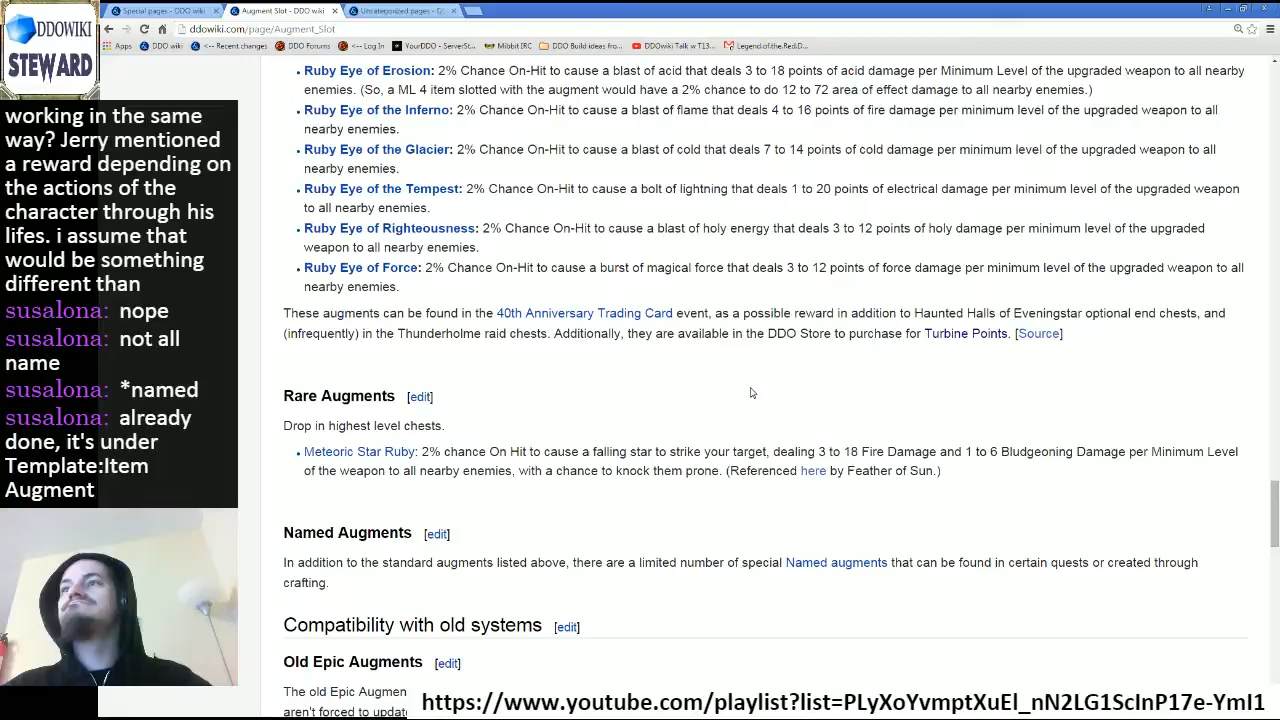 DDOWIKI
STEWARD
Special pages -
Augment Slot - DDO wiki
Uncategorized pages - D
ddowiki.com/page/Augment_Slot
Apps DDO wiki <-- Recent changes DDO Forums <-- Log In YourDDO - ServerSt... Mibbit IRC DDO Build ideas fro... DDOwiki Talk w T13... Legend.of.the.Red.D...
working in the same
way? Jerry mentioned
a reward depending on
the actions of the
character through his
lifes. i assume that
would be something
different than
susalona: nope
susalona: not all
name
susalona: *named
susalona: already
done, it's under
Template:Item
Augment
Ruby Eye of Erosion: 2% Chance On-Hit to cause a blast of acid that deals 3 to 18 points of acid damage per Minimum Level of the upgraded weapon to all nearby
enemies. (So, a ML 4 item slotted with the augment would have a 2% chance to do 12 to 72 area of effect damage to all nearby enemies.)
Ruby Eye of the Inferno: 2% Chance On-Hit to cause a blast of flame that deals 4 to 16 points of fire damage per minimum level of the upgraded weapon to all
nearby enemies.
Ruby Eye of the Glacier: 2% Chance On-Hit to cause a blast of cold that deals 7 to 14 points of cold damage per minimum level of the upgraded weapon to all
nearby enemies.
Ruby Eye of the Tempest: 2% Chance On-Hit to cause a bolt of lightning that deals 1 to 20 points of electrical damage per minimum level of the upgraded weapon
to all nearby enemies.
Ruby Eye of Righteousness: 2% Chance On-Hit to cause a blast of holy energy that deals 3 to 12 points of holy damage per minimum level of the upgraded
weapon to all nearby enemies.
Ruby Eye of Force: 2% Chance On-Hit to cause a burst of magical force that deals 3 to 12 points of force damage per minimum level of the upgraded weapon to all
nearby enemies.
These augments can be found in the 40th Anniversary Trading Card event, as a possible reward in addition to Haunted Halls of Eveningstar optional end chests, and
(infrequently) in the Thunderholme raid chests. Additionally, they are available in the DDO Store to purchase for Turbine Points. [Source]
Rare Augments [edit]
Drop in highest level chests.
Meteoric Star Ruby: 2% chance On Hit to cause a falling star to strike your target, dealing 3 to 18 Fire Damage and 1 to 6 Bludgeoning Damage per Minimum Level
of the weapon to all nearby enemies, with a chance to knock them prone. (Referenced here by Feather of Sun.)
Named Augments [edit]
In addition to the standard augments listed above, there are a limited number of special Named augments that can be found in certain quests or created through
crafting.
Compatibility with old systems [edit]
Old Epic Augments [edit]
The old Epic Augmen
aren't forced to updat
https://www.youtube.com/playlist?list=PLyXoYvmptXuEl_nN2LG1ScInP17e-YmI1